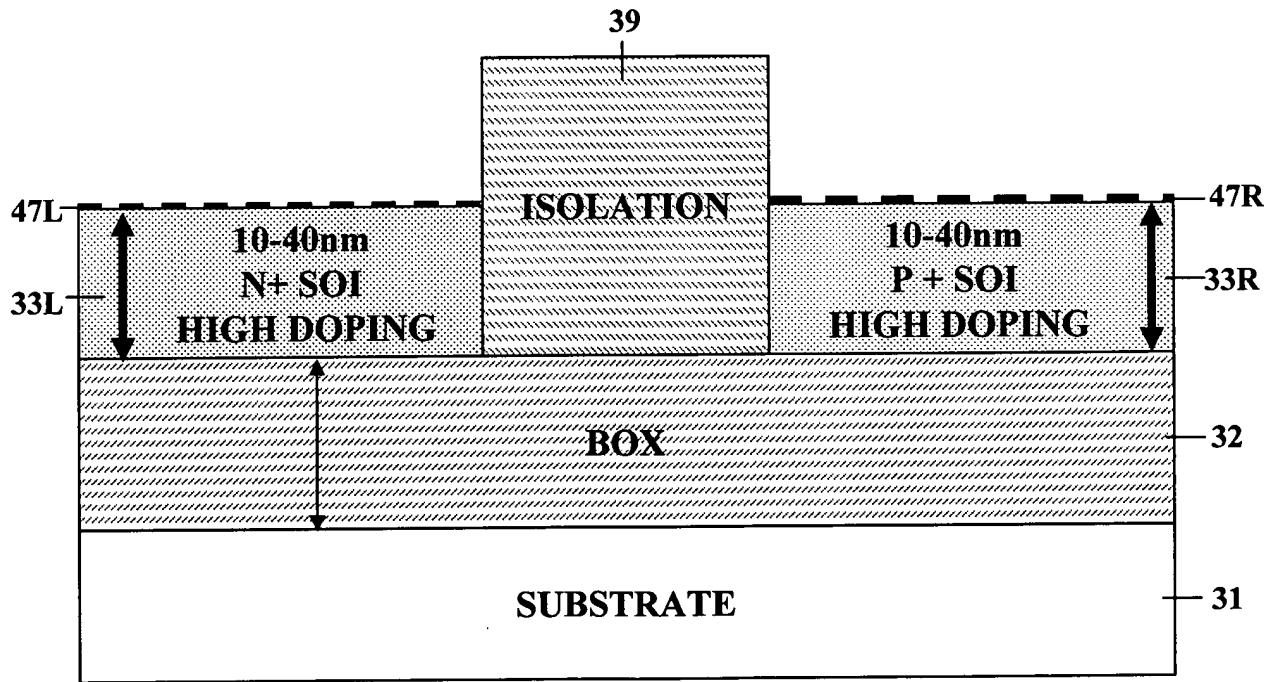 39
ISOLATION
47L
47R
10-40nm
N+ SOI
HIGH DOPING
33L
10-40nm
P + SOI
HIGH DOPING
33R
BOX
32
SUBSTRATE
31